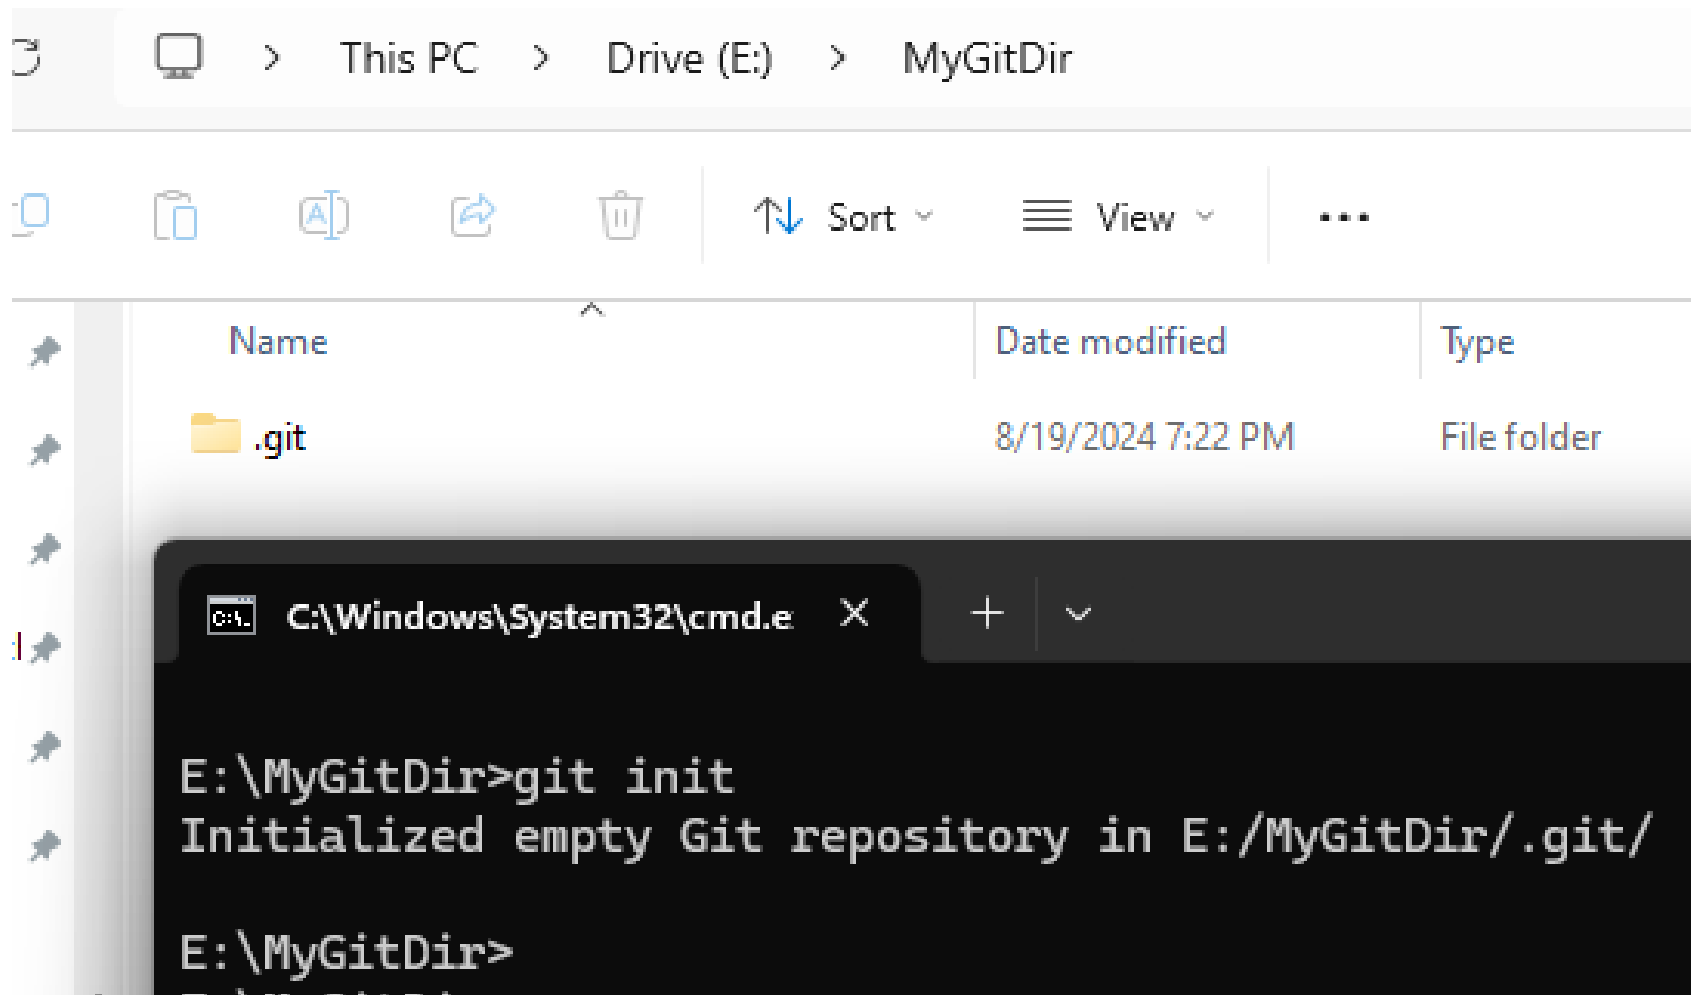 This PC > Drive (E:) > MyGitDir
Sort View
Name Date modified Type
.git 8/19/2024 7:22 PM File folder
C:\Windows\System32\cmd.e
E:\MyGitDir>git init
Initialized empty Git repository in E:/MyGitDir/.git/
E:\MyGitDir>